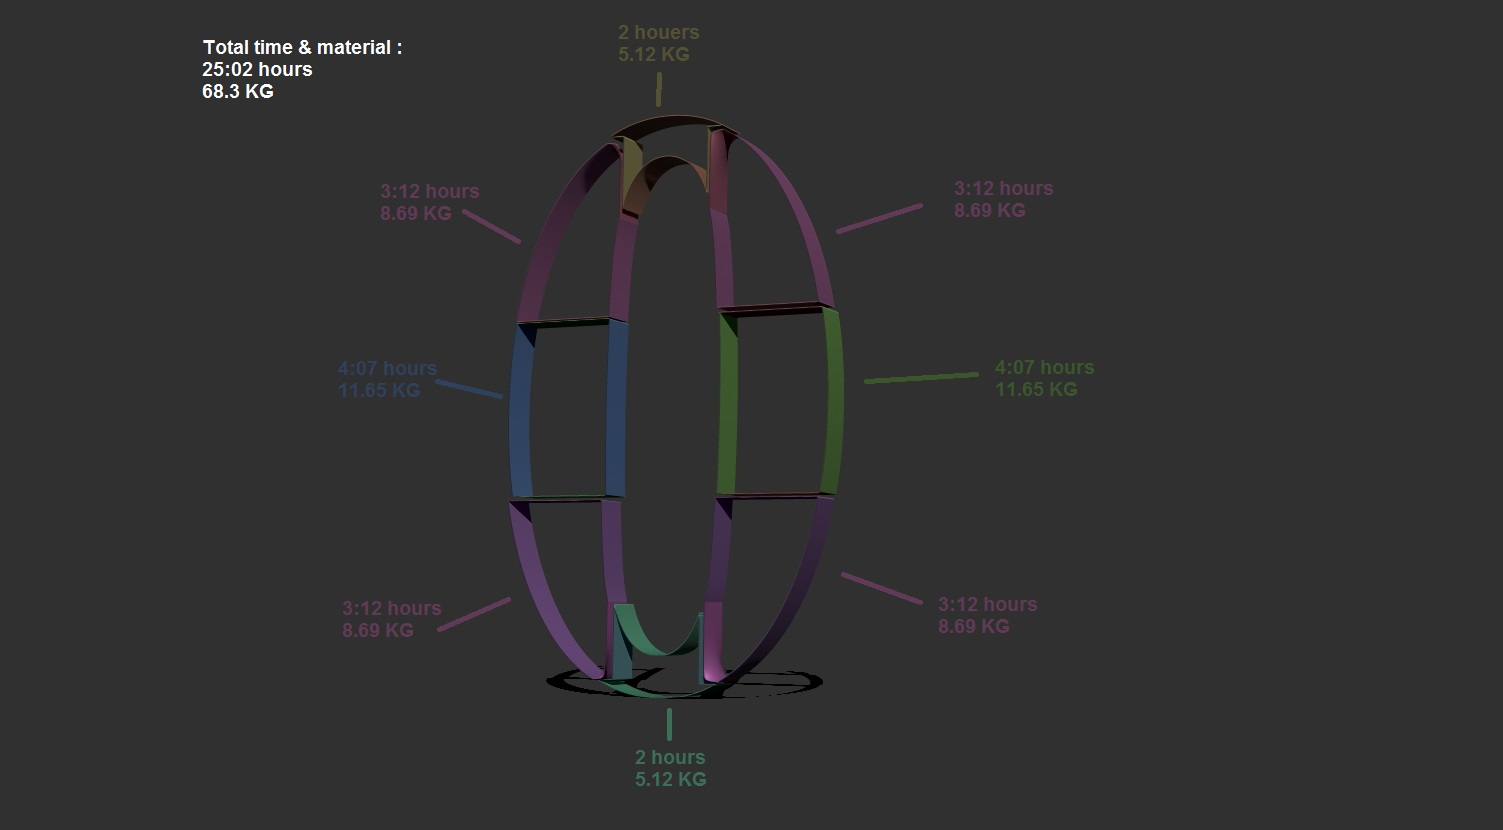 Total time & material :
25:02 hours
68.3 KG
2 houers
5.12 KG
3:12 hours
8.69 KG
3:12 hours
8.69 KG
4:07 hours
11.65 KG
4:07 hours
11.65 KG
3:12 hours
8.69 KG
3:12 hours
8.69 KG
2 hours
5.12 KG